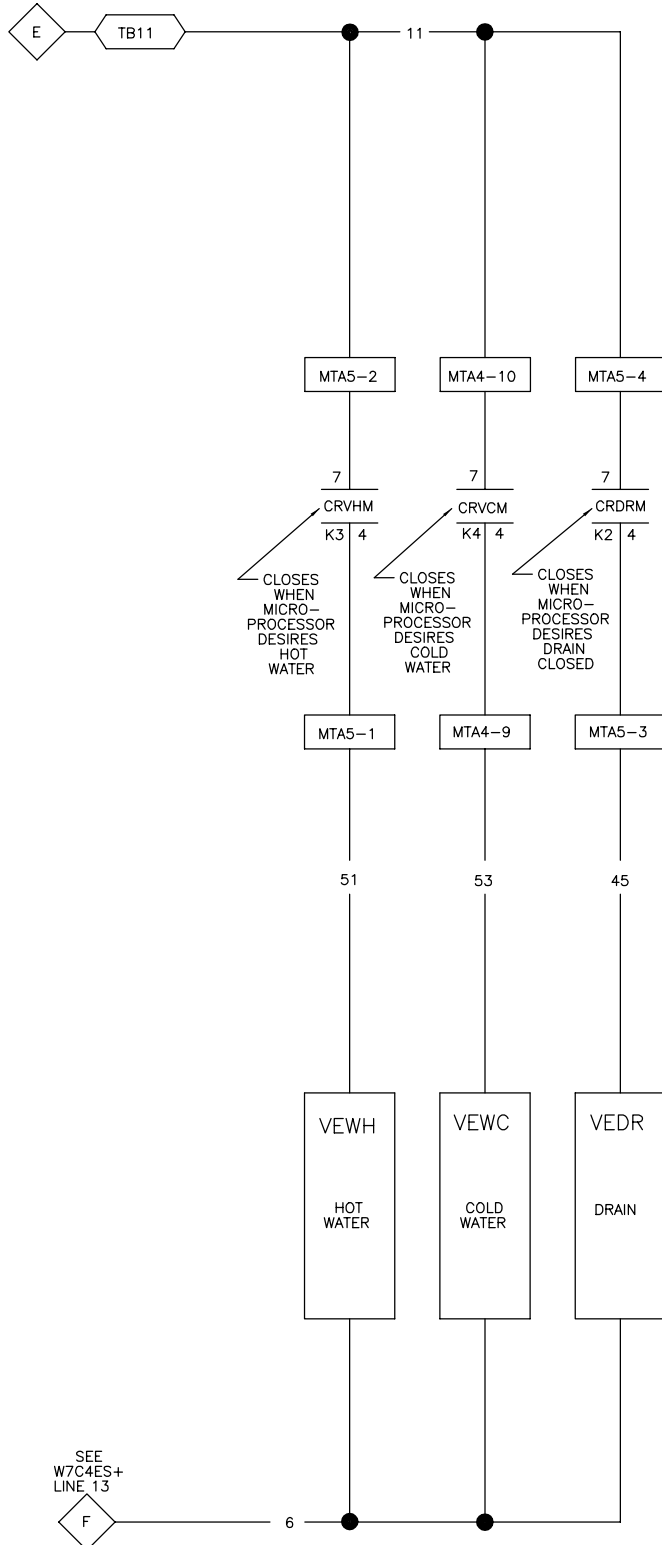 E
TB11
11
MTA5-2
MTA4-10
MTA5-4
7
7
7
CRVHM
CRVCM
CRDRM
K3 4
K4 4
K2 4
CLOSES
WHEN
MICRO-
PROCESSOR
DESIRES
HOT
WATER
CLOSES
WHEN
MICRO-
PROCESSOR
DESIRES
COLD
WATER
CLOSES
WHEN
MICRO-
PROCESSOR
DESIRES
DRAIN
CLOSED
MTA5-1
MTA4-9
MTA5-3
51
53
45
VEWH
HOT
WATER
VEWC
COLD
WATER
VEDR
DRAIN
SEE
W7C4ES+
LINE 13
F
6